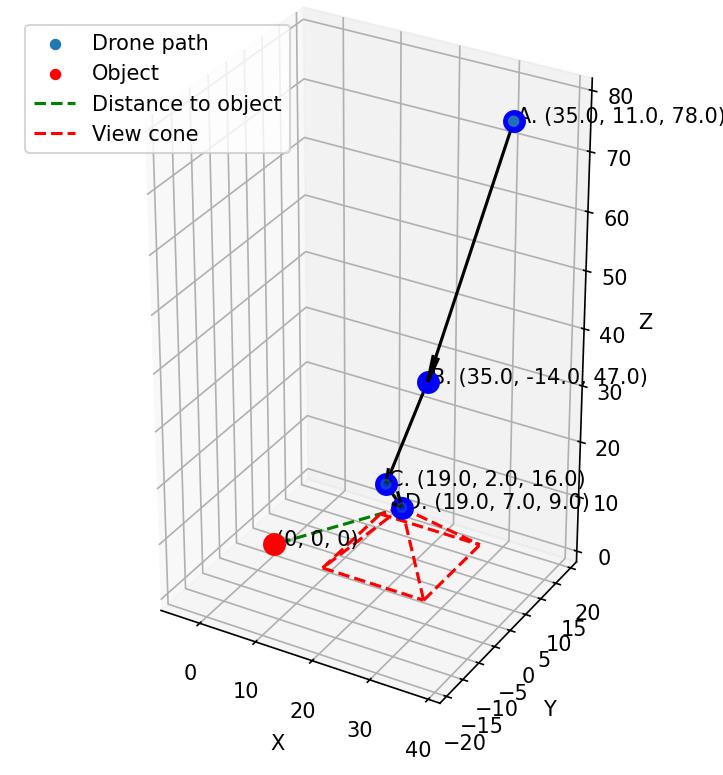 Drone path
Object
Distance to object
View cone
A. (35.0, 11.0, 78.0)
B. (35.0, -14.0, 47.0)
C. (19.0, 2.0, 16.0)
D. (19.0, 7.0, 9.0)
(0, 0, 0)
80
70
60
50
40
30
20
10
0
Z
20
15
10
5
0
−5
−10
−15
−20
Y
0
10
20
30
40
X